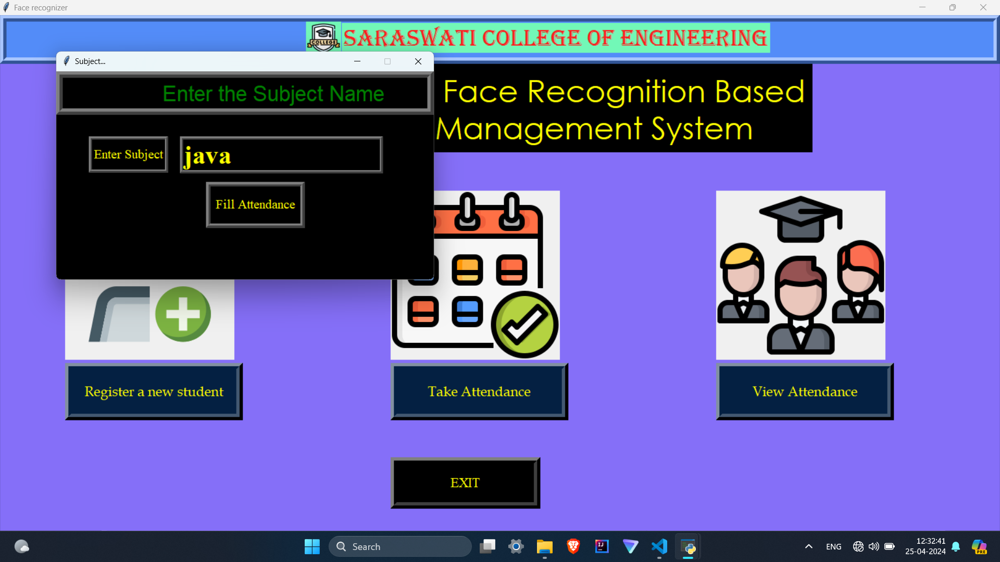 Face recognizer
COLLEGE
SARASWATI COLLEGE OF ENGINEERING
Subject...
Enter the Subject Name
Face Recognition Based
Management System
Enter Subject
java
Fill Attendance
Register a new student
Take Attendance
View Attendance
EXIT
Search
IJ
ENG
12:32:41
25-04-2024
PRE